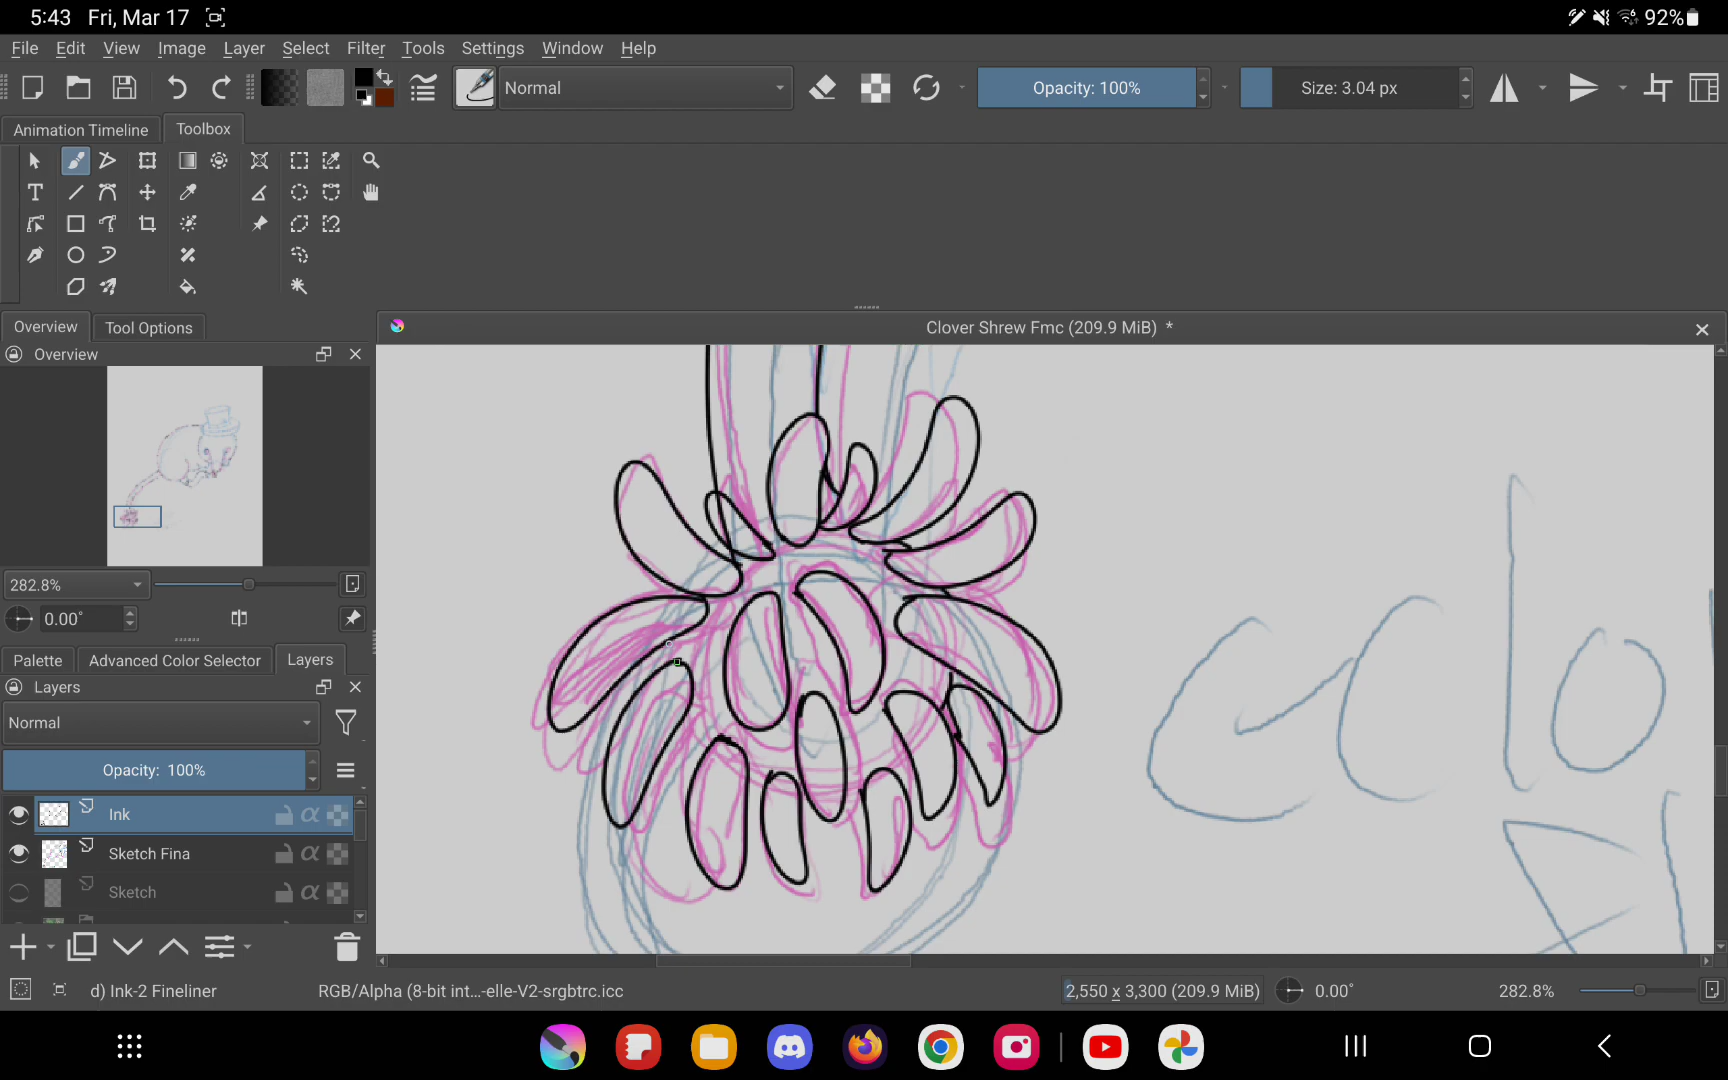 5:43 Fri, Mar 17 92%
File Edit View Image Layer Select Filter Tools Settings Window Help
Normal Opacity: 100% Size: 3.04 px
Animation Timeline Toolbox
Overview Tool Options
Clover Shrew Fmc (209.9 MiB) *
Overview
282.8%
0.00°
Palette Advanced Color Selector Layers
Layers
Normal
Opacity: 100%
Ink
Sketch Fina
Sketch
d) Ink-2 Fineliner RGB/Alpha (8-bit int...-elle-V2-srgbtrc.icc 2,550 x 3,300 (209.9 MiB) 0.00° 282.8%